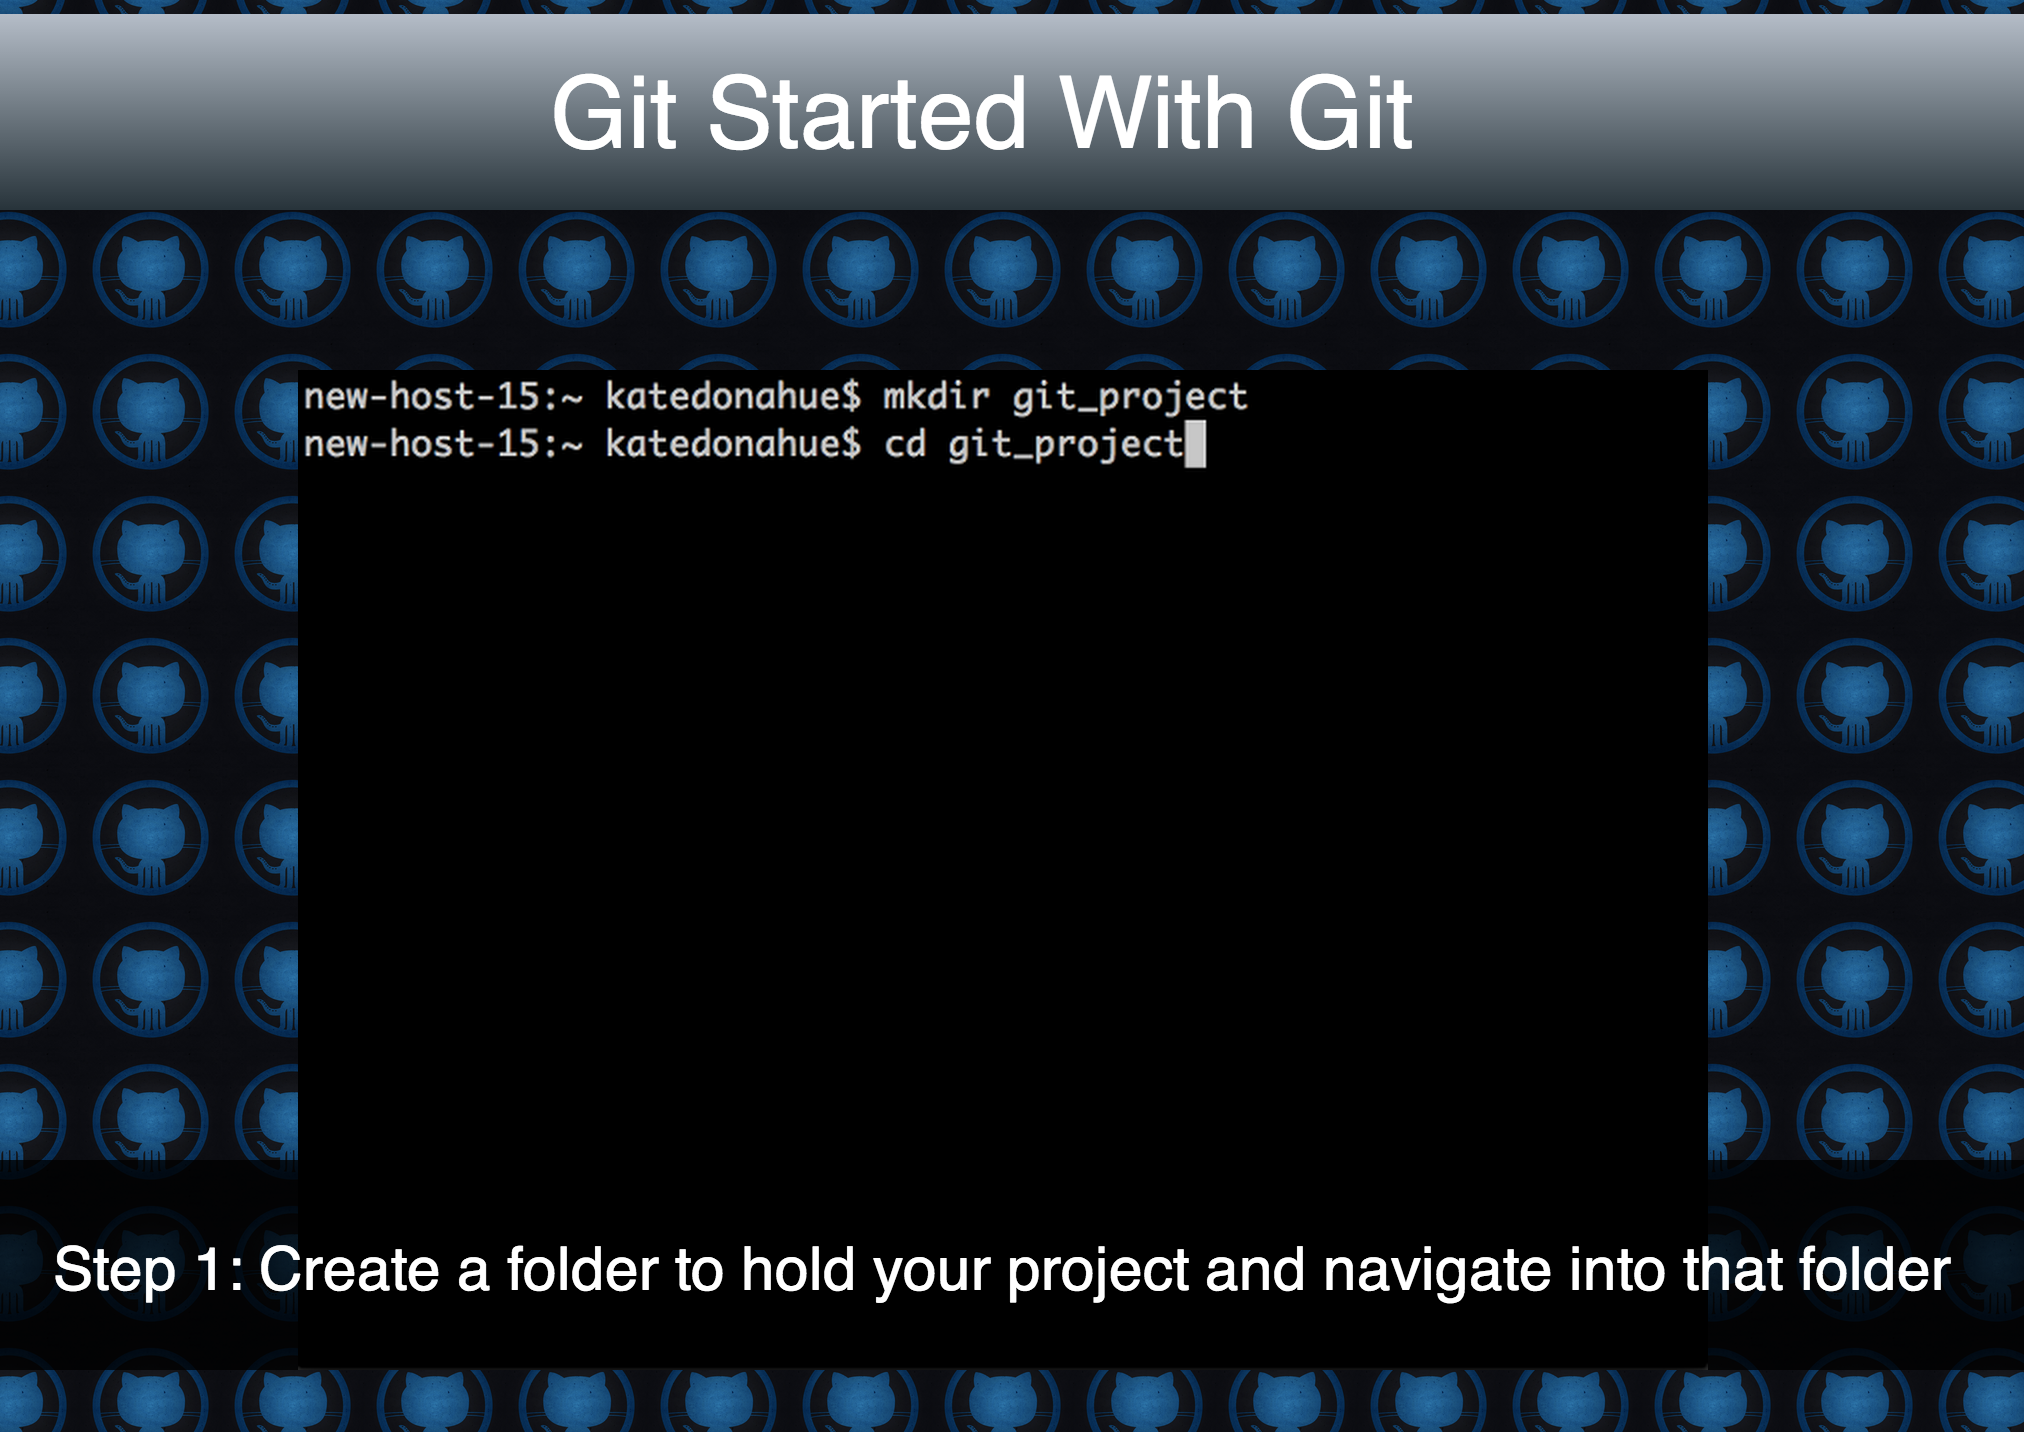 Git Started With Git
new-host-15:~ katedonahue$ mkdir git_project
new-host-15:~ katedonahue$ cd git_project
Step 1: Create a folder to hold your project and navigate into that folder